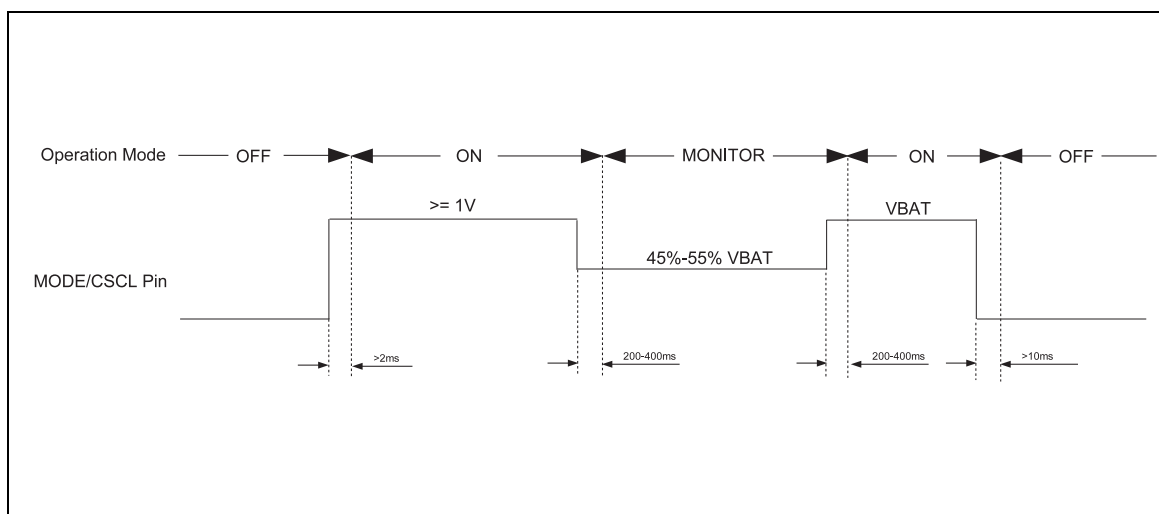 Operation Mode OFF ON MONITOR ON OFF
>= 1V VBAT
45%-55% VBAT
MODE/CSCL Pin
>2ms 200-400ms 200-400ms >10ms